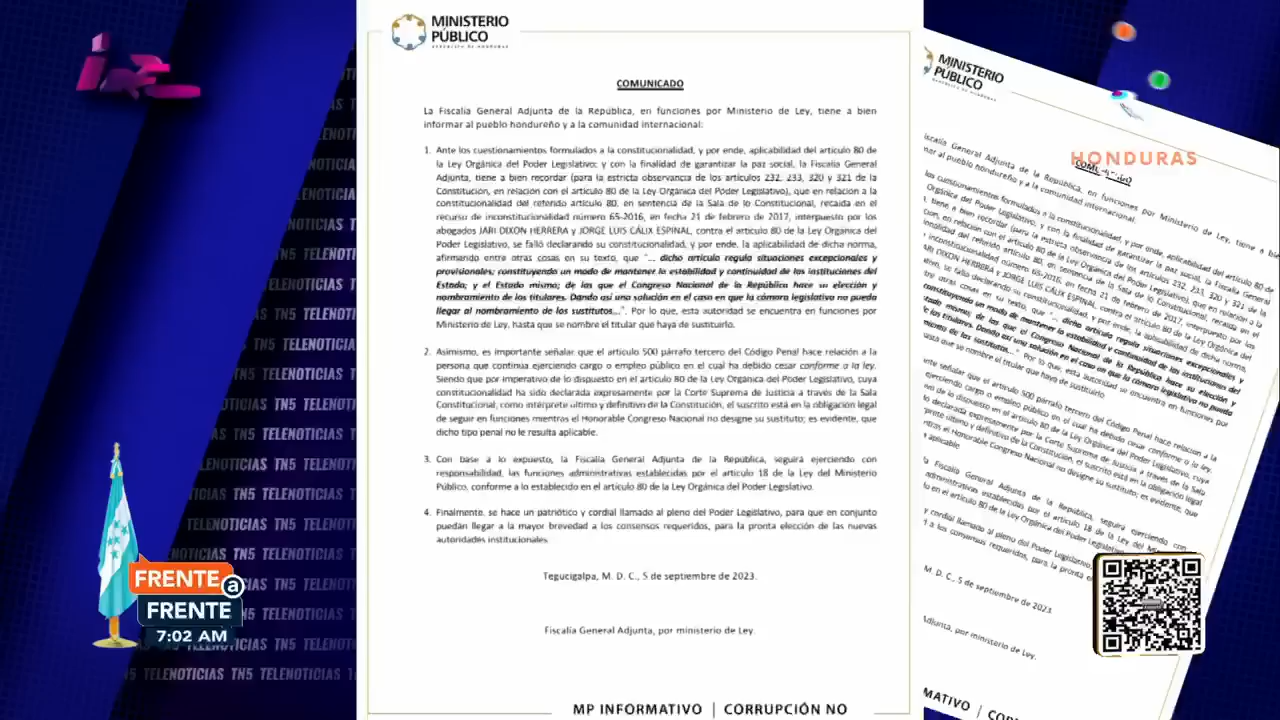 MINISTERIO
PÚBLICO
REPÚBLICA DE HONDURAS
COMUNICADO
La Fiscalía General Adjunta de la República, en funciones por Ministerio de Ley, tiene a bien
informar al pueblo hondureño y a la comunidad internacional:
1. Ante los cuestionamientos formulados a la constitucionalidad, y por ende, aplicabilidad del artículo 80 de
la Ley Orgánica del Poder Legislativo; y con la finalidad de garantizar la paz social, la Fiscalía General
Adjunta, tiene a bien recordar (para la estricta observancia de los artículos 232, 233, 320 y 321 de la
Constitución, en relación con el artículo 80 de la Ley Orgánica del Poder Legislativo), que en relación a la
constitucionalidad del referido artículo 80, en sentencia de la Sala de lo Constitucional, recaída en el
recurso de inconstitucionalidad número 65-2016, en fecha 21 de febrero de 2017, interpuesto por los
abogados JARI DIXON HERRERA y JORGE LUIS CÁLIX ESPINAL, contra el artículo 80 de la Ley Orgánica del
Poder Legislativo, se falló declarando su constitucionalidad, y por ende, la aplicabilidad de dicha norma,
afirmando entre otras cosas en su texto, que "... dicho artículo regula situaciones excepcionales y
provisionales; constituyendo un modo de mantener la estabilidad y continuidad de las instituciones del
Estado; y el Estado mismo; de las que el Congreso Nacional de la República hace su elección y
nombramiento de los titulares. Dando así una solución en el caso en que la cámara legislativa no pueda
llegar al nombramiento de los sustitutos...". Por lo que, esta autoridad se encuentra en funciones por
Ministerio de Ley, hasta que se nombre el titular que haya de sustituirlo.
2. Asimismo, es importante señalar que el artículo 500 párrafo tercero del Código Penal hace relación a la
persona que continúa ejerciendo cargo o empleo público en el cual ha debido cesar conforme a la ley.
Siendo que por imperativo de lo dispuesto en el artículo 80 de la Ley Orgánica del Poder Legislativo, cuya
constitucionalidad ha sido declarada expresamente por la Corte Suprema de Justicia a través de la Sala
Constitucional, como intérprete último y definitivo de la Constitución, el suscrito está en la obligación legal
de seguir en funciones mientras el Honorable Congreso Nacional no designe su sustituto; es evidente, que
dicho tipo penal no le resulta aplicable.
3. Con base a lo expuesto, la Fiscalía General Adjunta de la República, seguirá ejerciendo con
responsabilidad, las funciones administrativas establecidas por el artículo 18 de la Ley del Ministerio
Público, conforme a lo establecido en el artículo 80 de la Ley Orgánica del Poder Legislativo.
4. Finalmente, se hace un patriótico y cordial llamado al pleno del Poder Legislativo, para que en conjunto
puedan llegar a la mayor brevedad a los consensos requeridos, para la pronta elección de las nuevas
autoridades institucionales.
Tegucigalpa, M. D. C., 5 de septiembre de 2023.
Fiscalía General Adjunta, por ministerio de Ley.
MP INFORMATIVO | CORRUPCIÓN NO
MINISTERIO
PÚBLICO
HONDURAS
FRENTE a
FRENTE
7:02 AM
TN5 TELENOTICIAS